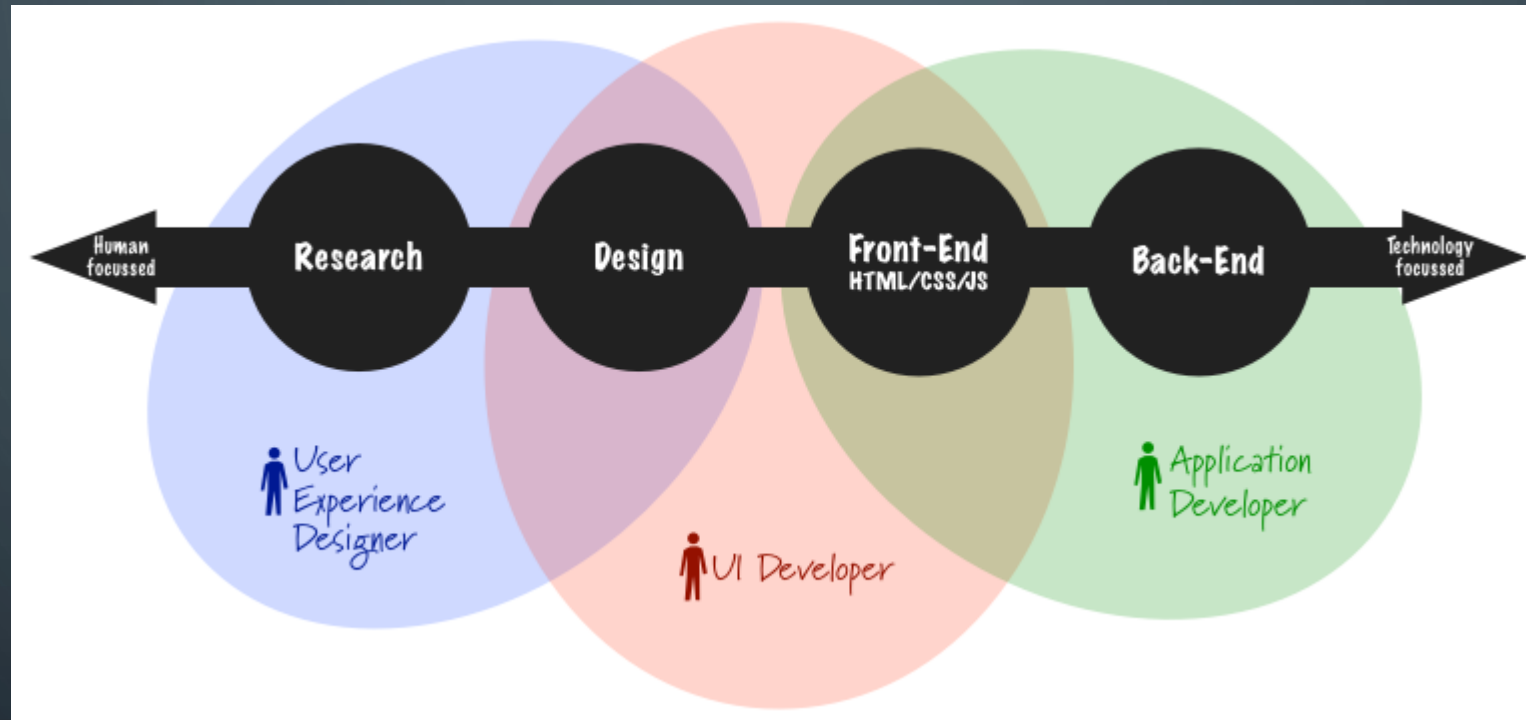 Human
focussed
Research
Design
Front-End
HTML/CSS/JS
Back-End
Technology
focussed
User
Experience
Designer
UI Developer
Application
Developer